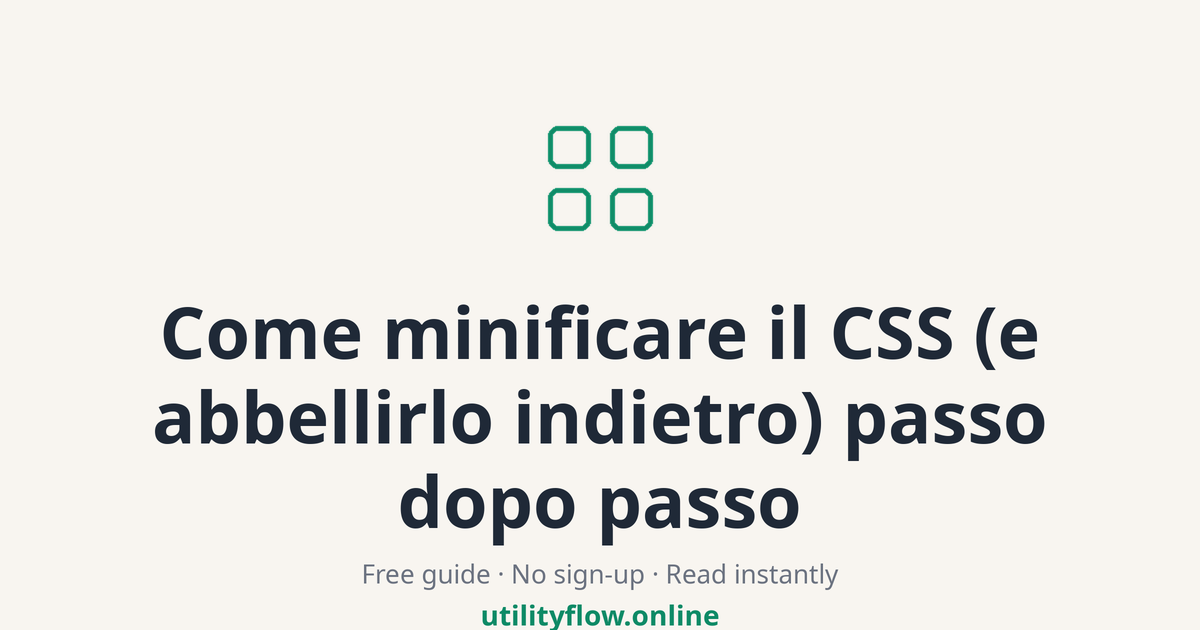 Come minificare il CSS (e
abbellirlo indietro) passo
dopo passo
Free guide · No sign-up · Read instantly
utilityflow.online